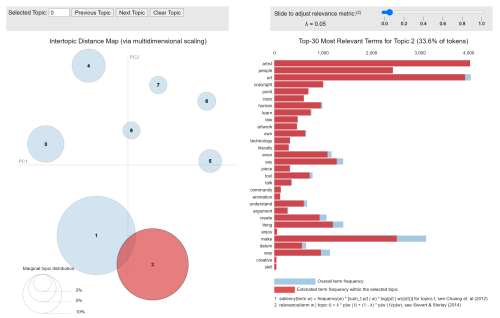 Selected Topic: 0 Previous Topic Next Topic Clear Topic
Slide to adjust relevance metric:(2)
λ = 0.05
0.0 0.2 0.4 0.6 0.8 1.0
Intertopic Distance Map (via multidimensional scaling)
PC2
PC1
4
7
6
8
3
5
1
2
Marginal topic distribution
2%
5%
10%
Top-30 Most Relevant Terms for Topic 2 (33.6% of tokens)
0 1,000 2,000 3,000 4,000
artist
people
art
copyright
point
copy
human
learn
law
artwork
own
technology
literally
even
say
piece
tool
talk
community
animation
understand
argument
create
thing
enjoy
make
datum
way
creative
skill
Overall term frequency
Estimated term frequency within the selected topic
1. saliency(term w) = frequency(w) * [sum_t p(t | w) * log(p(t | w)/p(t))] for topics t; see Chuang et. al (2012)
2. relevance(term w | topic t) = λ * p(w | t) + (1 - λ) * p(w | t)/p(w); see Sievert & Shirley (2014)